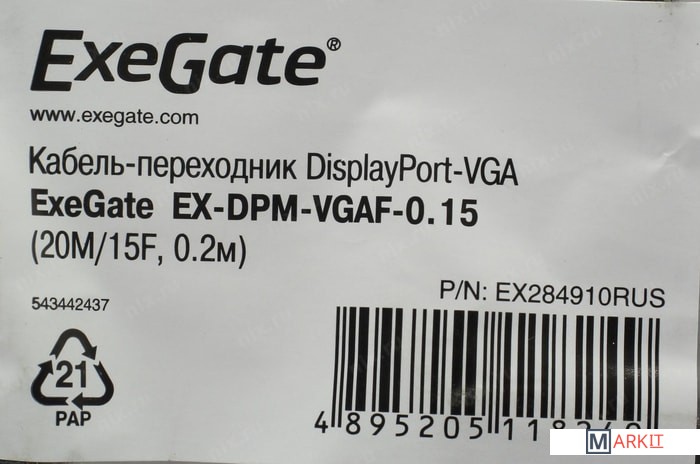 ExeGate®
www.exegate.com
Кабель-переходник DisplayPort-VGA
ExeGate EX-DPM-VGAF-0.15
(20M/15F, 0.2м)
543442437
P/N: EX284910RUS
21
PAP
MARKIT